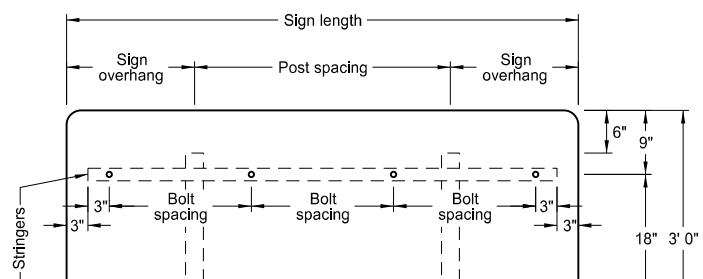 Sign length
Sign
overhang
Post spacing
Sign
overhang
6"
9"
3"
Bolt
spacing
Bolt
spacing
Bolt
spacing
3"
3"
3"
18"
3' 0"
Stringers